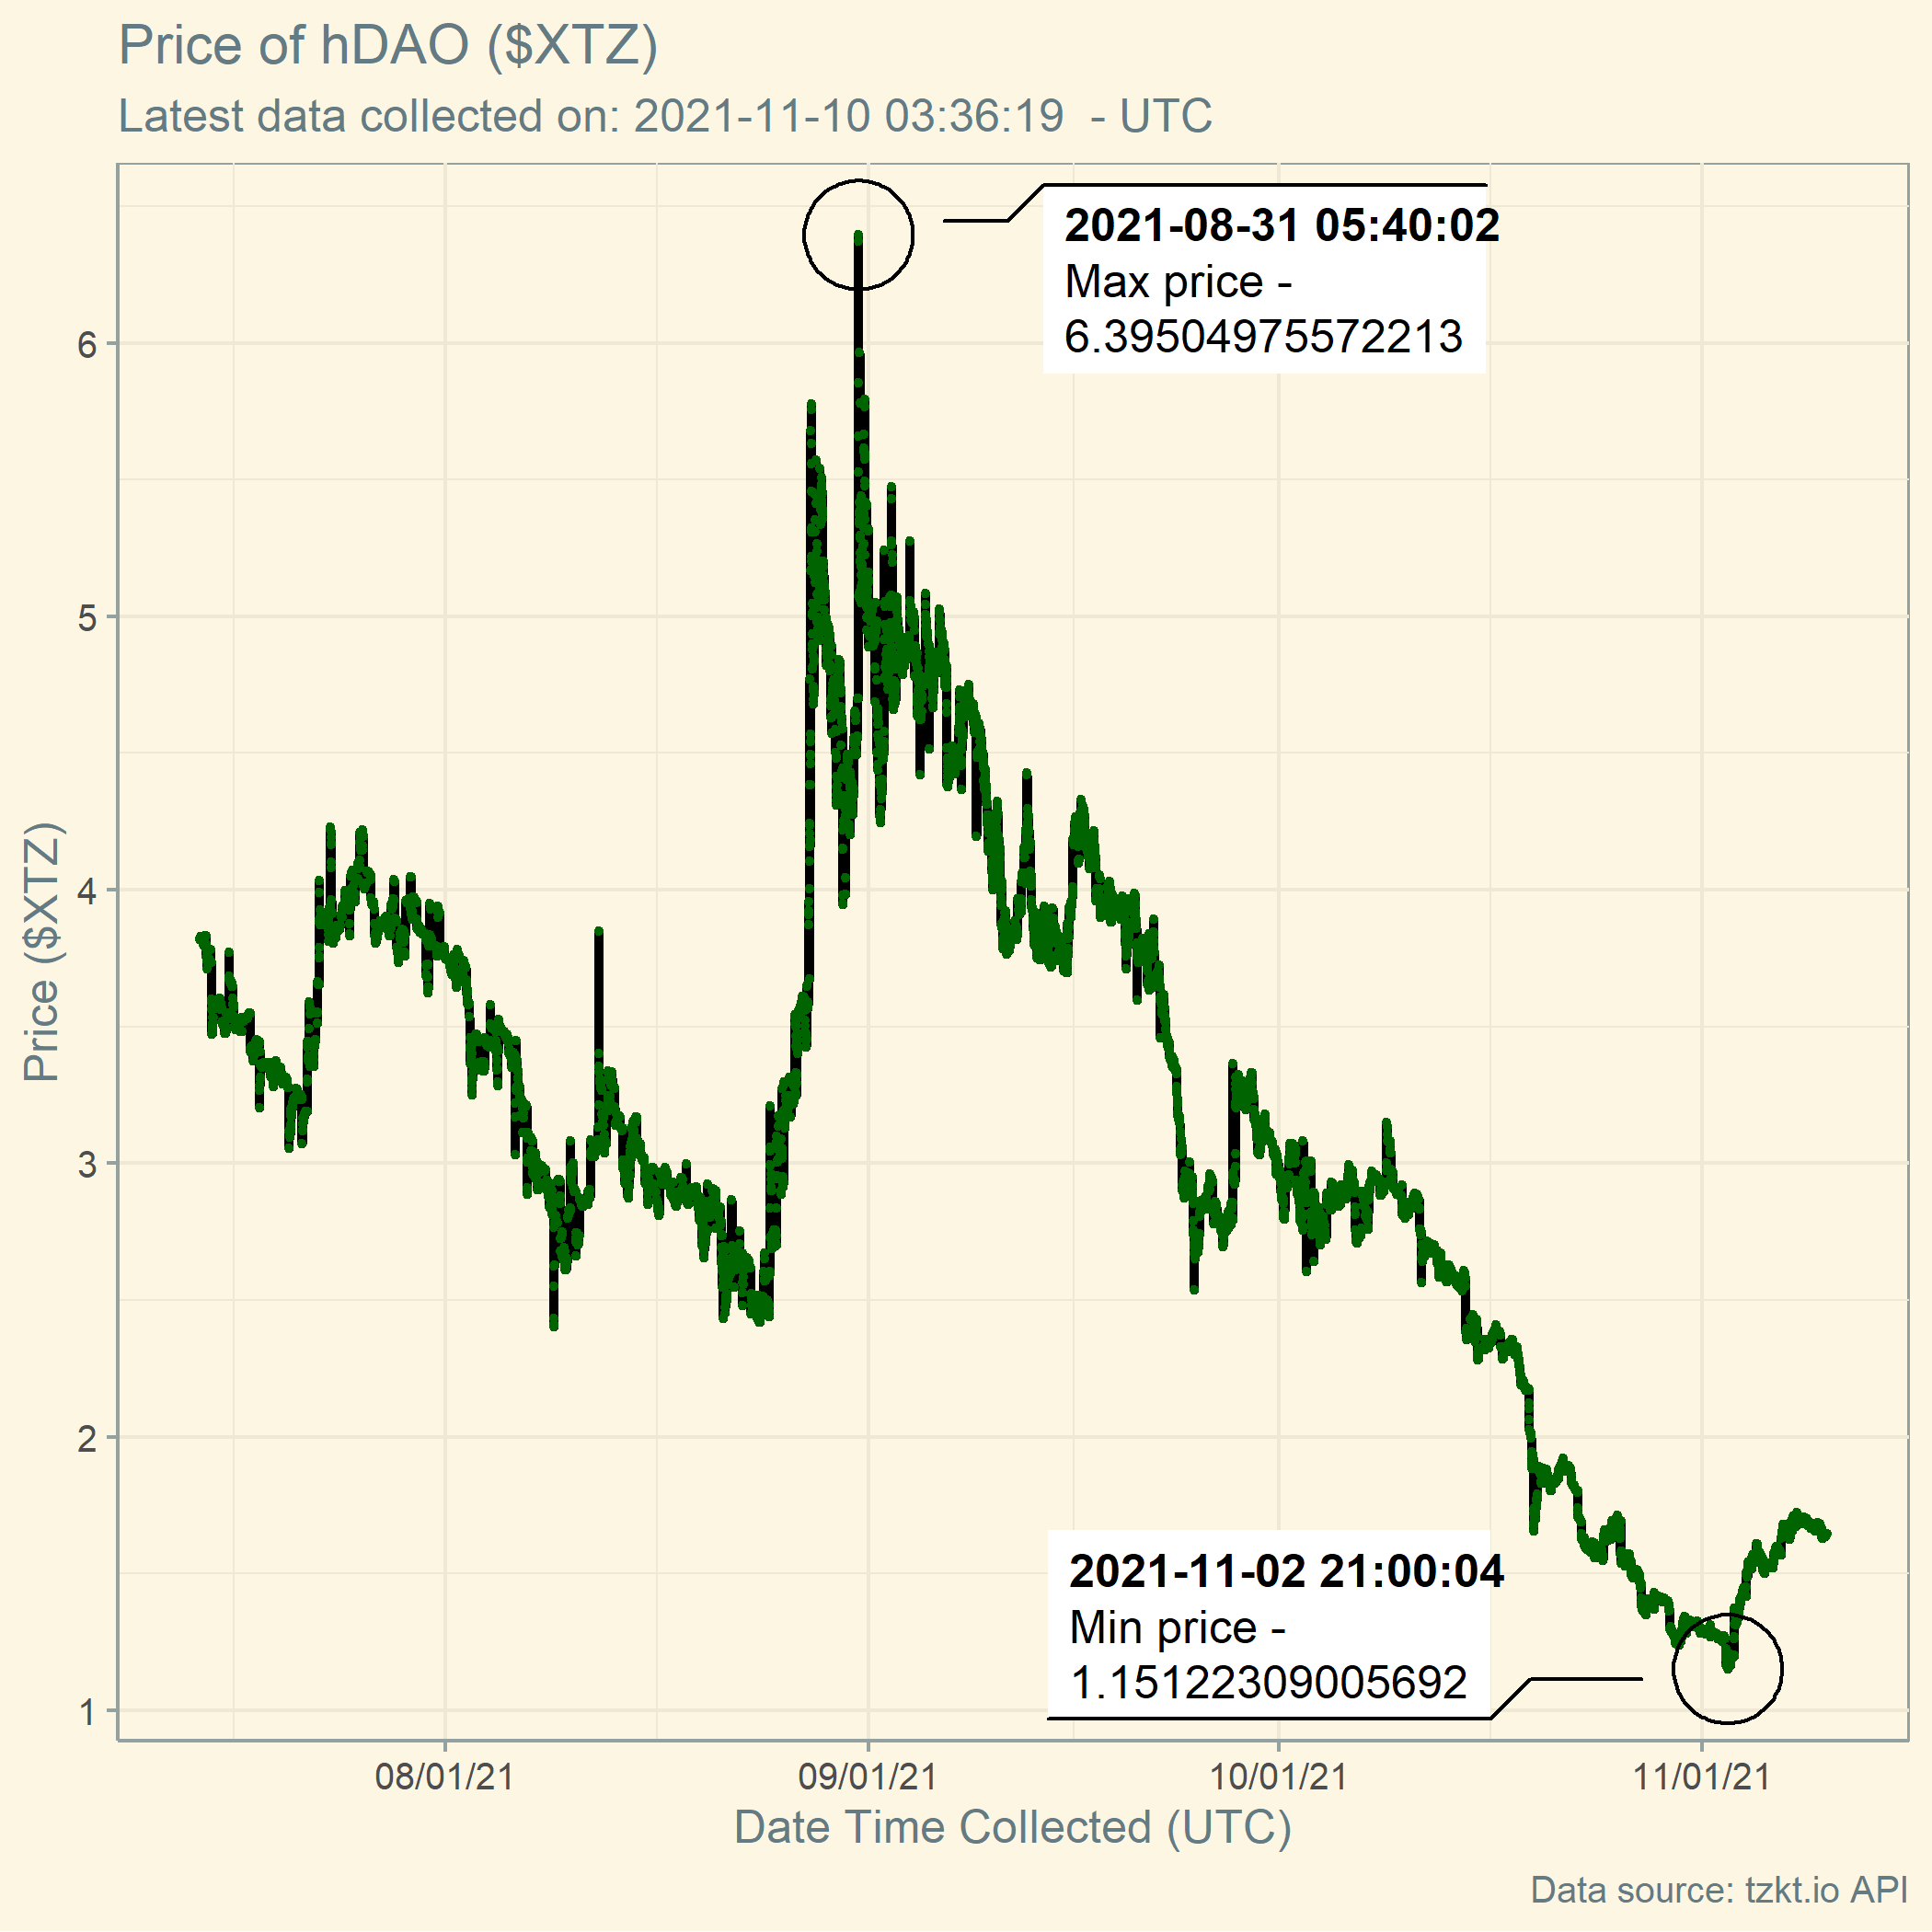 Price of hDAO ($XTZ)
Latest data collected on: 2021-11-10 03:36:19  - UTC
2021-08-31 05:40:02
Max price -
6.39504975572213
6
5
4
3
2
1
Price ($XTZ)
2021-11-02 21:00:04
Min price -
1.15122309005692
08/01/21
09/01/21
10/01/21
11/01/21
Date Time Collected (UTC)
Data source: tzkt.io API